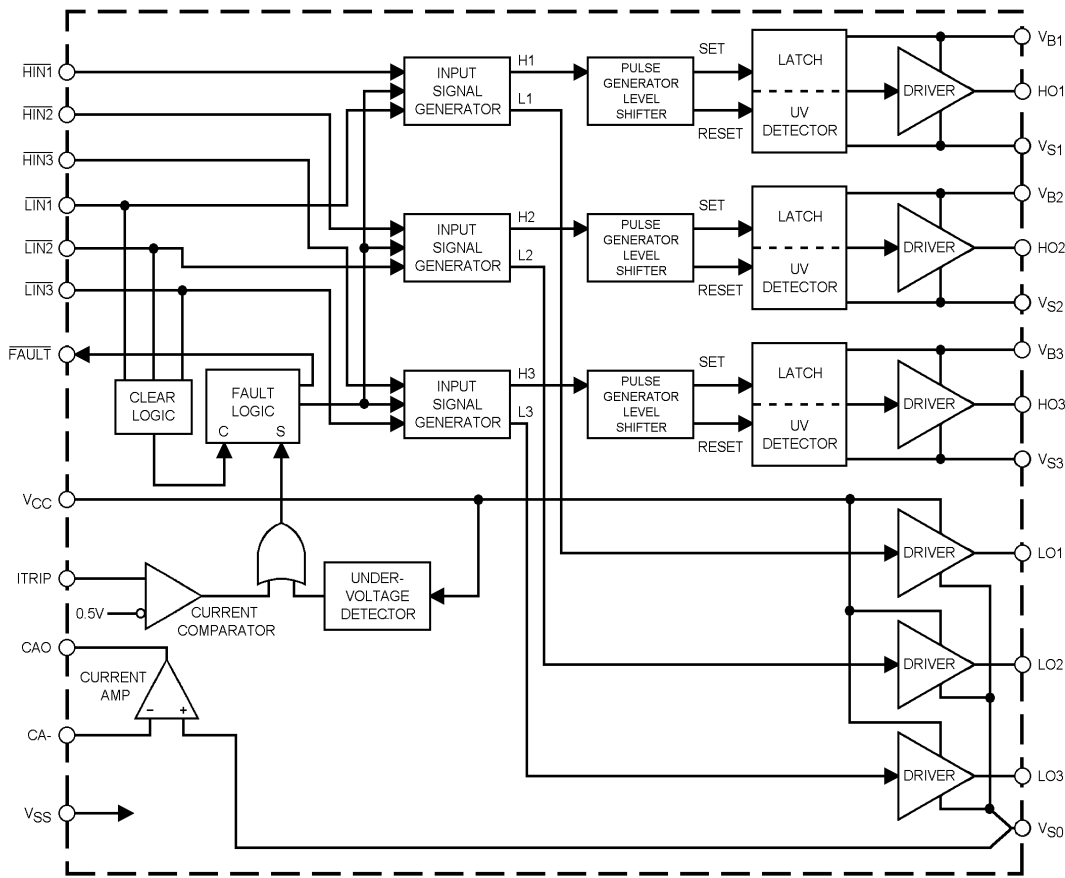 HIN1
HIN2
HIN3
LIN1
LIN2
LIN3
FAULT
VCC
ITRIP
0.5V
CAO
CA-
VSS
CLEAR
LOGIC
FAULT
LOGIC
C S
CURRENT
COMPARATOR
CURRENT
AMP
- +
UNDER-
VOLTAGE
DETECTOR
INPUT
SIGNAL
GENERATOR
H1
L1
PULSE
GENERATOR
LEVEL
SHIFTER
SET
RESET
LATCH
UV
DETECTOR
DRIVER
VB1
HO1
VS1
INPUT
SIGNAL
GENERATOR
H2
L2
PULSE
GENERATOR
LEVEL
SHIFTER
SET
RESET
LATCH
UV
DETECTOR
DRIVER
VB2
HO2
VS2
INPUT
SIGNAL
GENERATOR
H3
L3
PULSE
GENERATOR
LEVEL
SHIFTER
SET
RESET
LATCH
UV
DETECTOR
DRIVER
VB3
HO3
VS3
DRIVER
LO1
DRIVER
LO2
DRIVER
LO3
VS0